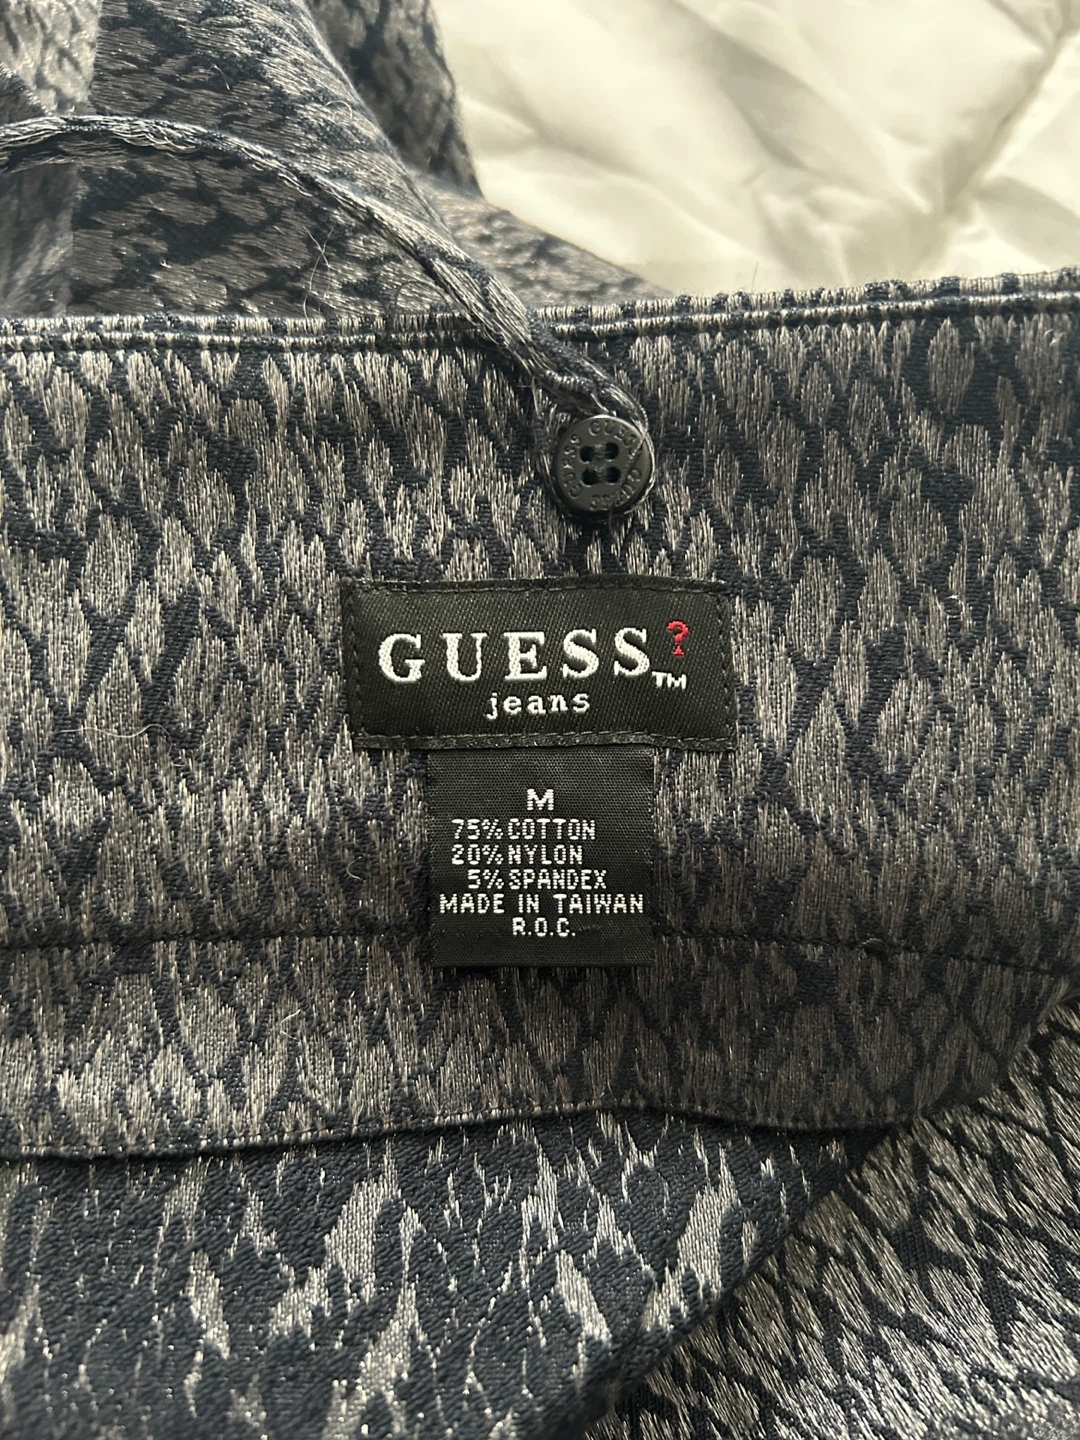 GUESS?™
jeans
M
75% COTTON
20% NYLON
5% SPANDEX
MADE IN TAIWAN
R.O.C.